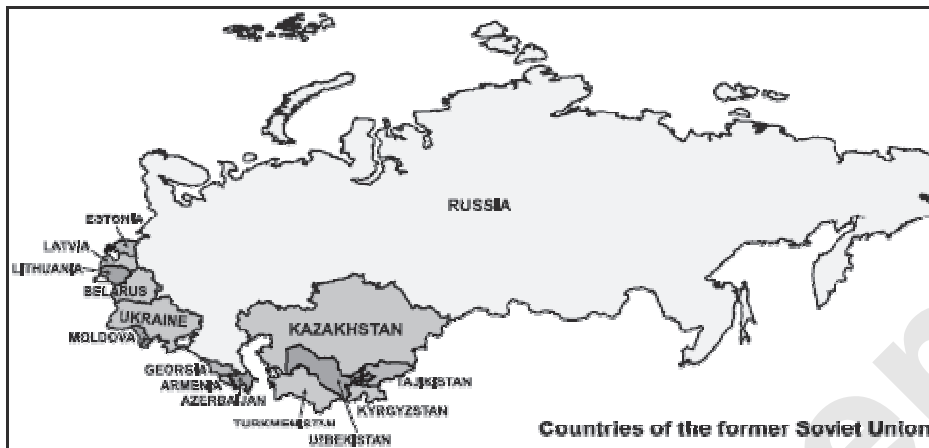 RUSSIA
ESTONIA
LATVIA
LITHUANIA
BELARUS
UKRAINE
KAZAKHSTAN
MOLDOVA
GEORGIA
ARMENIA
TAJIKISTAN
AZERBAIJAN
KYRGYZSTAN
TURKMENISTAN
UZBEKISTAN
Countries of the former Soviet Union